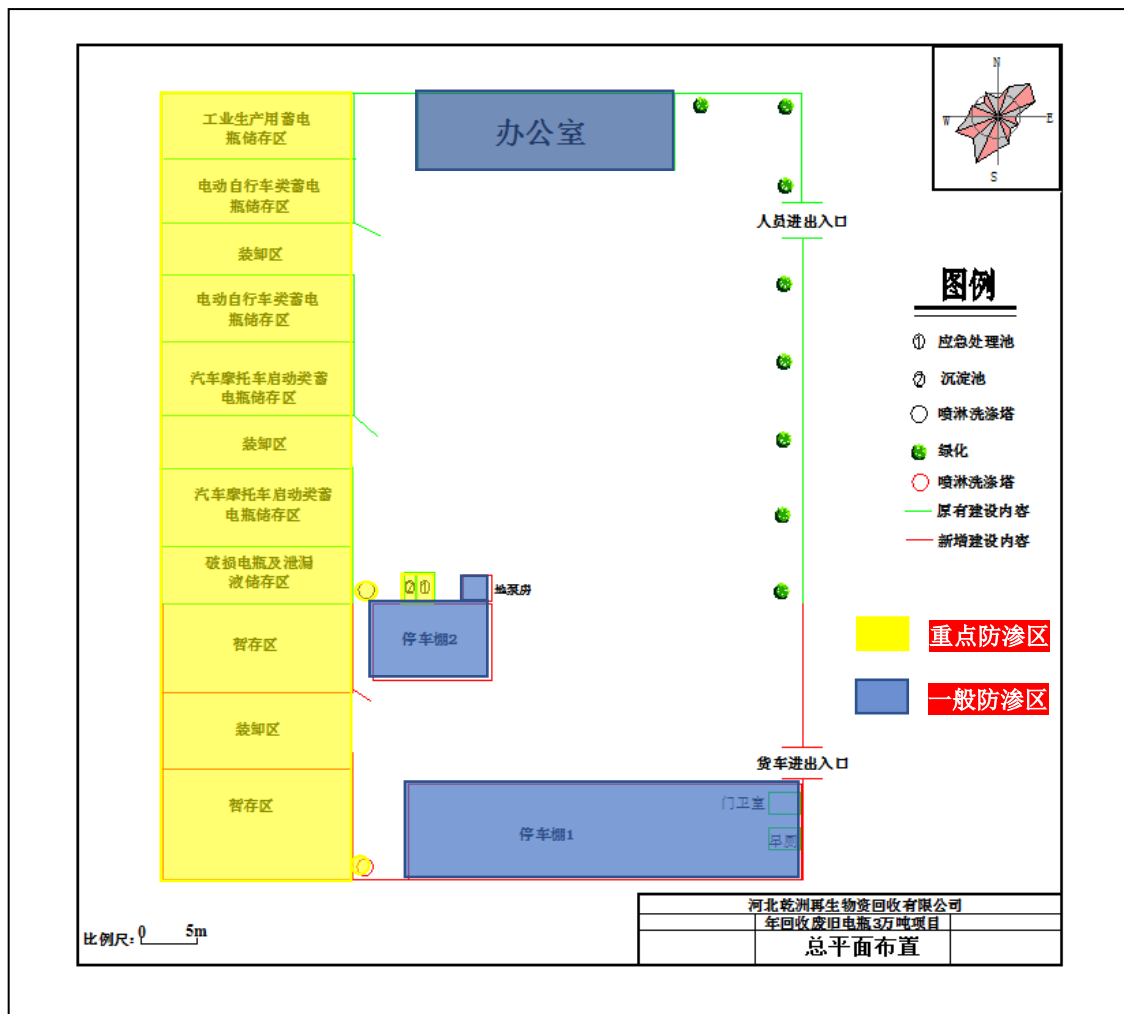 N
W
E
S
工业生产用蓄电
瓶储存区
办公室
电动自行车类蓄电
瓶储存区
人员进出入口
装卸区
电动自行车类蓄电
瓶储存区
图例
① 应急处理池
② 沉淀池
喷淋洗涤塔
绿化
喷淋洗涤塔
原有建设内容
新增建设内容
汽车摩托车启动类蓄
电瓶储存区
装卸区
汽车摩托车启动类蓄
电瓶储存区
破损电瓶及泄漏
液储存区
② ①
地泵房
暂存区
停车棚2
重点防渗区
一般防渗区
装卸区
货车进出入口
暂存区
门卫室
停车棚1
旱厕
河北乾洲再生物资回收有限公司
年回收废旧电瓶3万吨项目
总平面布置
比例尺: 0 5m